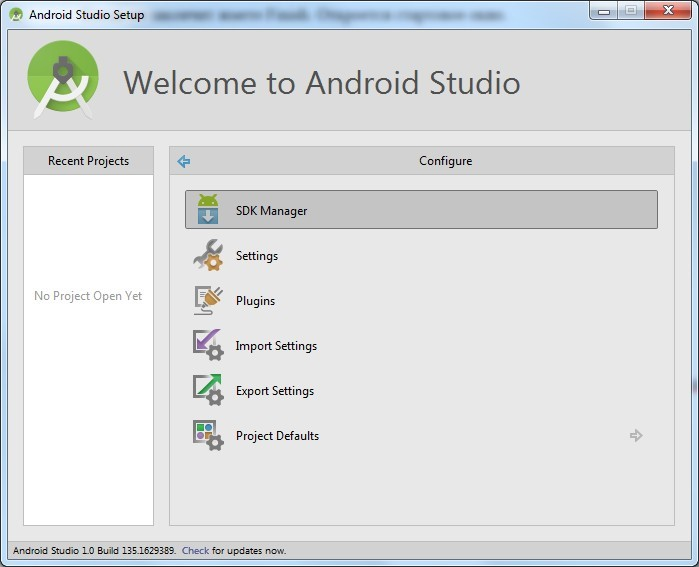 Android Studio Setup
Welcome to Android Studio
Recent Projects
Configure
No Project Open Yet
SDK Manager
Settings
Plugins
Import Settings
Export Settings
Project Defaults
Android Studio 1.0 Build 135.1629389. Check for updates now.